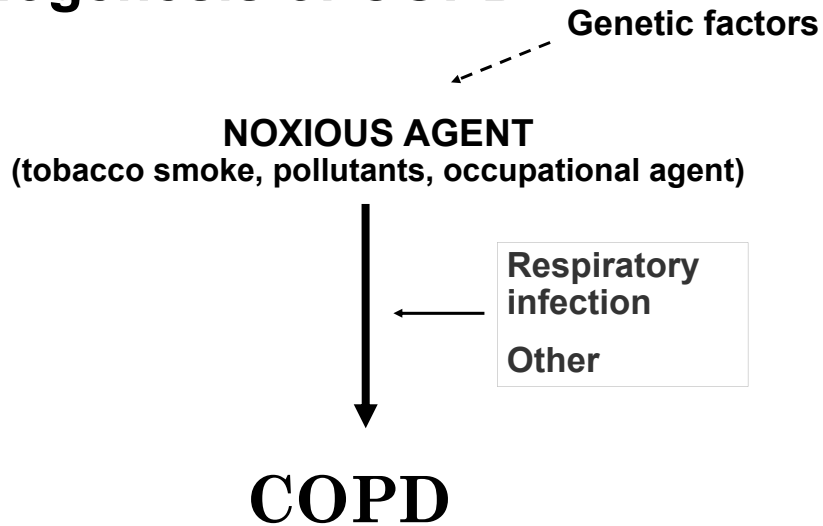 Genetic factors
NOXIOUS AGENT
(tobacco smoke, pollutants, occupational agent)
Respiratory
infection
Other
COPD